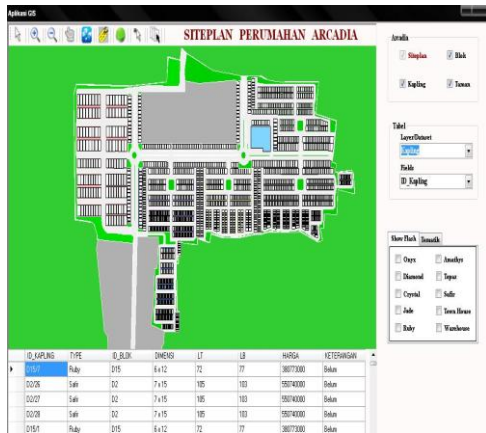 Aplikasi GIS
SITEPLAN PERUMAHAN ARCADIA
Arcadia
Siteplan Blok
Kapling Taman
Tabel
Layer/Dataset
Kapling
Fields
ID_Kapling
Show Flash Tematik
Onyx Amethys
Diamond Topaz
Crystal Safir
Jade Town House
Ruby Warehouse
ID_KAPLING TYPE ID_BLOK DIMENSI LT LB HARGA KETERANGAN
D15/7 Ruby D15 6 x 12 72 77 380773000 Belum
D2/26 Safir D2 7 x 15 105 103 550740000 Belum
D2/27 Safir D2 7 x 15 105 103 550740000 Belum
D2/28 Safir D2 7 x 15 105 103 550740000 Belum
D15/1 Ruby D15 6 x 12 72 77 380773000 Belum